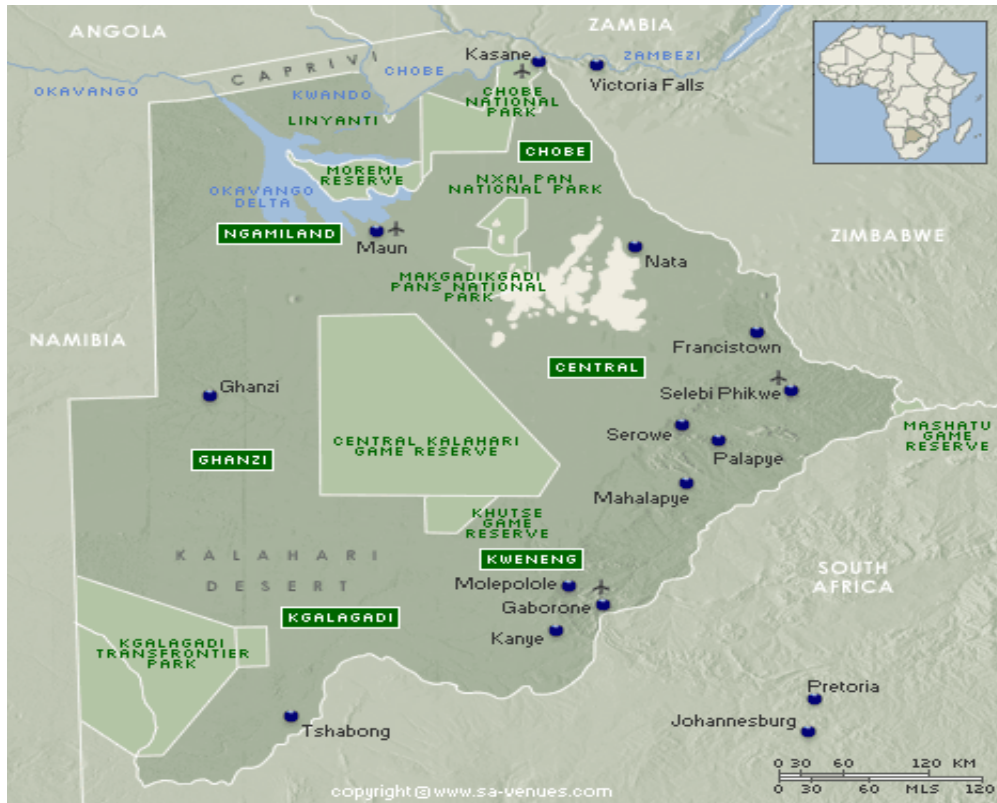 ANGOLA
ZAMBIA
Kasane
ZAMBEZI
CAPRIVI
CHOBE
Victoria Falls
OKAVANGO
KWANDO
CHOBE
NATIONAL
PARK
LINYANTI
CHOBE
MOREMI
RESERVE
NXAI PAN
NATIONAL PARK
OKAVANGO
DELTA
NGAMILAND
Maun
ZIMBABWE
Nata
MAKGADIKGADI
PANS NATIONAL
PARK
NAMIBIA
Francistown
CENTRAL
Ghanzi
Selebi Phikwe
MASHATU
GAME
RESERVE
Serowe
CENTRAL KALAHARI
GAME RESERVE
Palapye
GHANZI
Mahalapye
KHUTSE
GAME
RESERVE
KALAHARI
DESERT
KWENENG
SOUTH
AFRICA
Molepolole
Gaborone
KGALAGADI
Kanye
KGALAGADI
TRANSFRONTIER
PARK
Pretoria
Johannesburg
Tshabong
0 30 60 120 KM
0 30 60 MLS 120
copyright@www.sa-venues.com